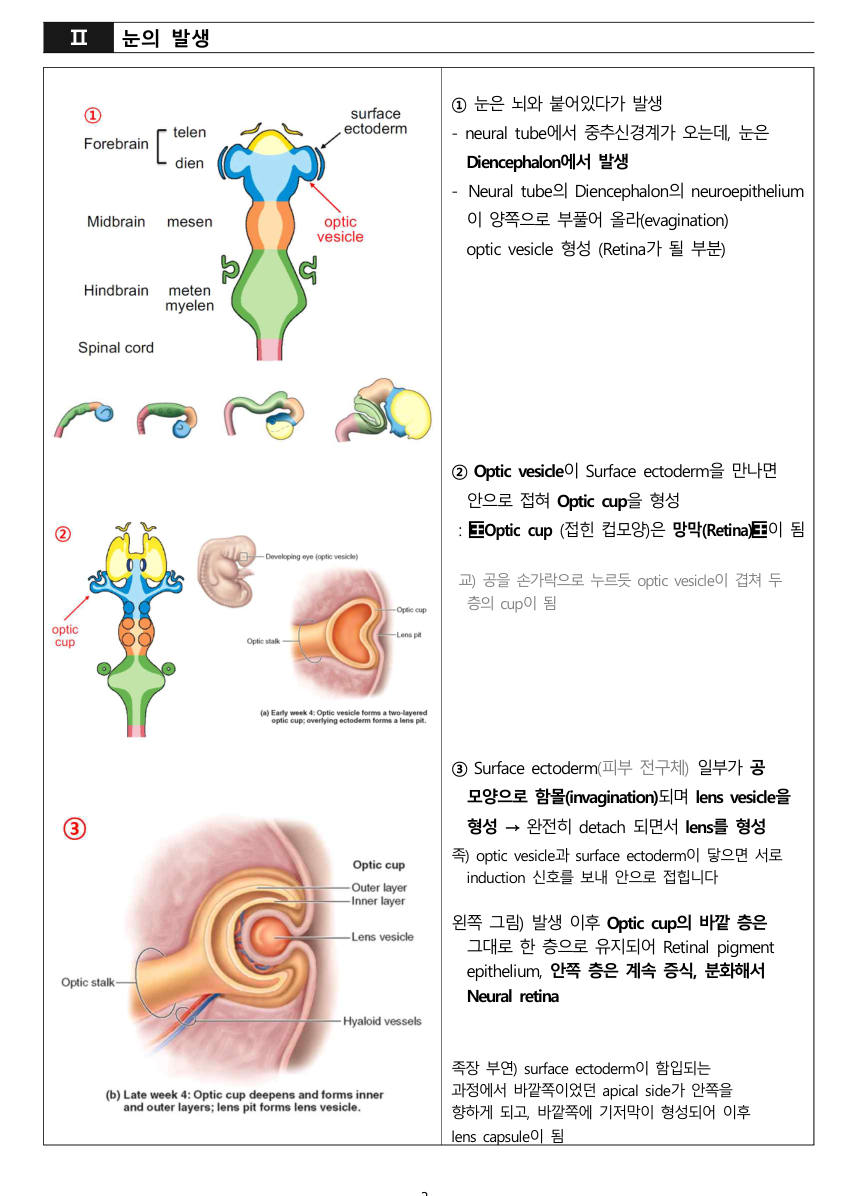 Ⅱ 눈의 발생
①
Forebrain
telen
dien
surface
ectoderm
Midbrain mesen
optic
vesicle
Hindbrain meten
myelen
Spinal cord
① 눈은 뇌와 붙어있다가 발생
- neural tube에서 중추신경계가 오는데, 눈은
Diencephalon에서 발생
- Neural tube의 Diencephalon의 neuroepithelium
이 양쪽으로 부풀어 올라(evagination)
optic vesicle 형성 (Retina가 될 부분)
②
optic
cup
Developing eye (optic vesicle)
Optic cup
Lens pit
Optic stalk
(a) Early week 4: Optic vesicle forms a two-layered
optic cup; overlying ectoderm forms a lens pit.
② Optic vesicle이 Surface ectoderm을 만나면
안으로 접혀 Optic cup을 형성
: Optic cup (접힌 컵모양)은 망막(Retina)이 됨
교) 공을 손가락으로 누르듯 optic vesicle이 겹쳐 두
층의 cup이 됨
③
Optic cup
Outer layer
Inner layer
Lens vesicle
Optic stalk
Hyaloid vessels
(b) Late week 4: Optic cup deepens and forms inner
and outer layers; lens pit forms lens vesicle.
③ Surface ectoderm(피부 전구체) 일부가 공
모양으로 함몰(invagination)되며 lens vesicle을
형성 → 완전히 detach 되면서 lens를 형성
족) optic vesicle과 surface ectoderm이 닿으면 서로
induction 신호를 보내 안으로 접힙니다
왼쪽 그림) 발생 이후 Optic cup의 바깥 층은
그대로 한 층으로 유지되어 Retinal pigment
epithelium, 안쪽 층은 계속 증식, 분화해서
Neural retina
족장 부연) surface ectoderm이 함입되는
과정에서 바깥쪽이었던 apical side가 안쪽을
향하게 되고, 바깥쪽에 기저막이 형성되어 이후
lens capsule이 됨